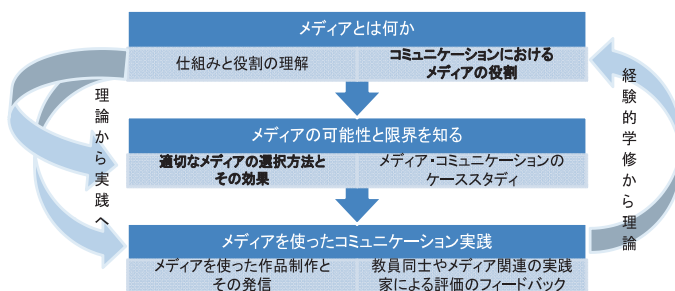 メディアとは何か
仕組みと役割の理解
コミュニケーションにおける
メディアの役割
メディアの可能性と限界を知る
適切なメディアの選択方法と
その効果
メディア・コミュニケーションの
ケーススタディ
メディアを使ったコミュニケーション実践
メディアを使った作品制作と
その発信
教員同士やメディア関連の実践
家による評価のフィードバック
理論から実践へ
経験的学修から理論